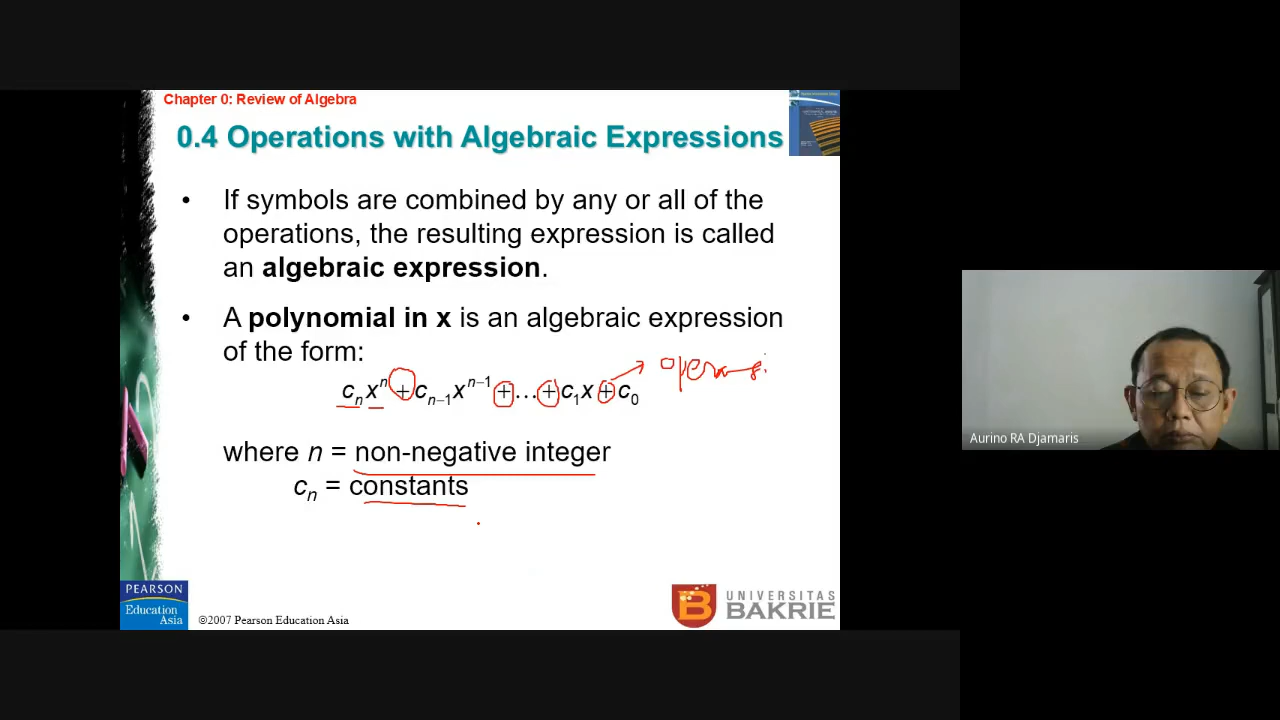 Chapter 0: Review of Algebra
0.4 Operations with Algebraic Expressions
• If symbols are combined by any or all of the
operations, the resulting expression is called
an algebraic expression.
• A polynomial in x is an algebraic expression
of the form:
operasi
cₙxⁿ + cₙ₋₁xⁿ⁻¹ + … + c₁x + c₀
where n = non-negative integer
cₙ = constants
PEARSON
Education
Asia
©2007 Pearson Education Asia
UNIVERSITAS
BAKRIE
Aurino RA Djamaris